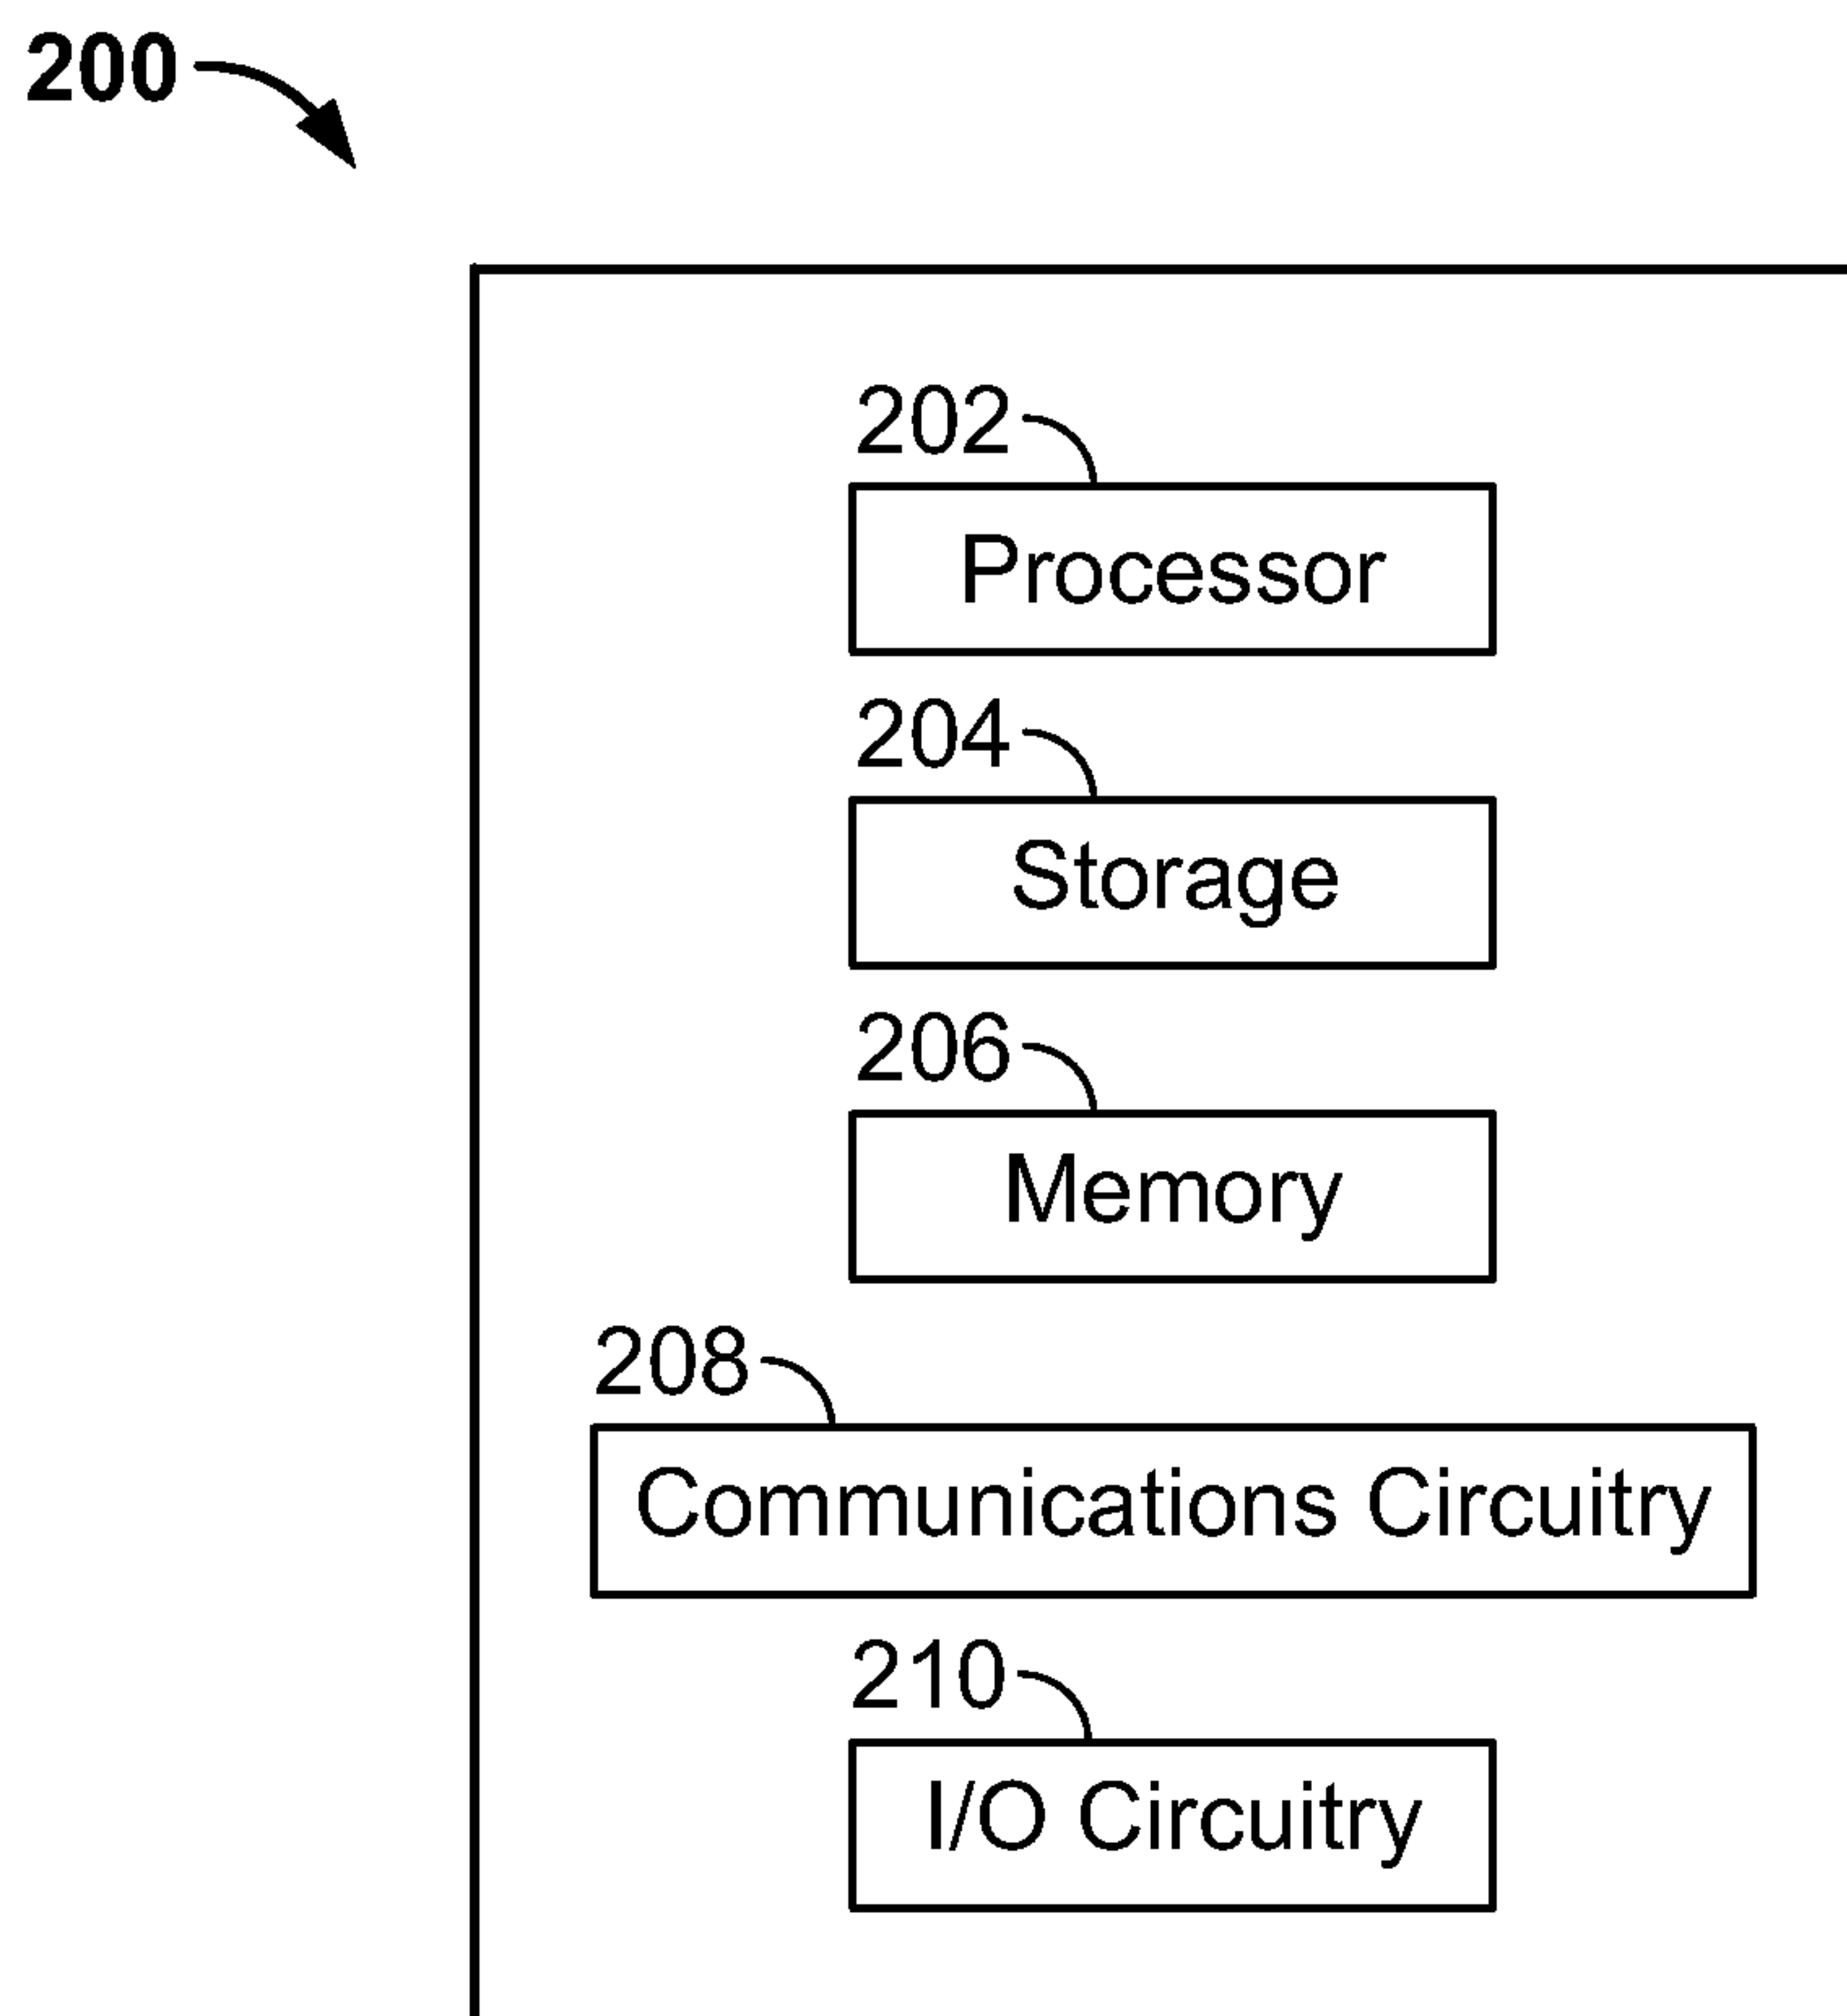 200
202
Processor
204
Storage
206
Memory
208
Communications Circuitry
210
I/O Circuitry